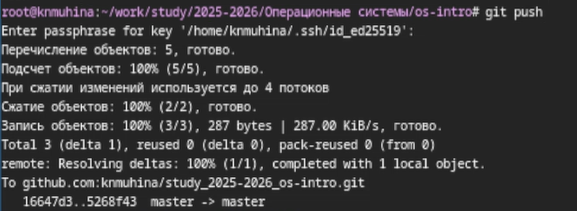 root@knmuhina:~/work/study/2025-2026/Операционные системы/os-intro# git push
Enter passphrase for key '/home/knmuhina/.ssh/id_ed25519':
Перечисление объектов: 5, готово.
Подсчет объектов: 100% (5/5), готово.
При сжатии изменений используется до 4 потоков
Сжатие объектов: 100% (2/2), готово.
Запись объектов: 100% (3/3), 287 bytes | 287.00 KiB/s, готово.
Total 3 (delta 1), reused 0 (delta 0), pack-reused 0 (from 0)
remote: Resolving deltas: 100% (1/1), completed with 1 local object.
To github.com:knmuhina/study_2025-2026_os-intro.git
   16647d3..5268f43  master -> master